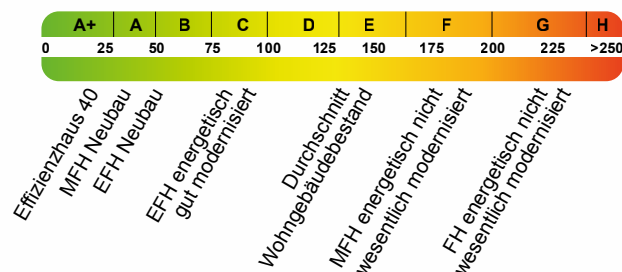 A+ A B C D E F G H
0 25 50 75 100 125 150 175 200 225 >250
Effizienzhaus 40
MFH Neubau
EFH Neubau
EFH energetisch
gut modernisiert
Durchschnitt
Wohngebäudebestand
MFH energetisch nicht
wesentlich modernisiert
FH energetisch nicht
wesentlich modernisiert